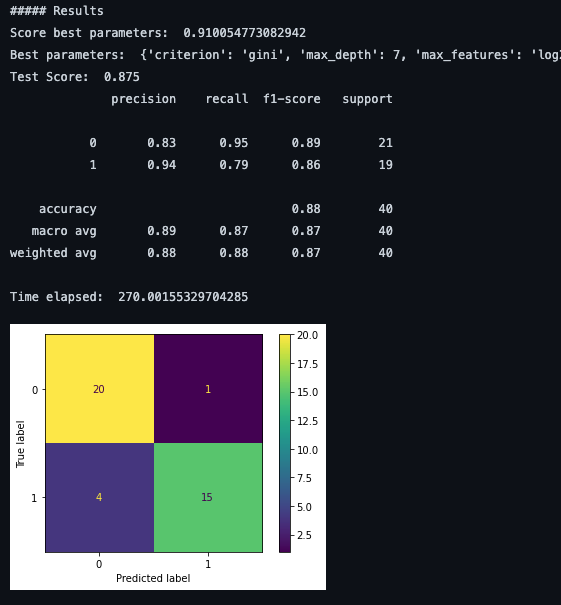 ##### Results
Score best parameters:  0.910054773082942
Best parameters:  {'criterion': 'gini', 'max_depth': 7, 'max_features': 'log
Test Score:  0.875
precision    recall  f1-score   support
0       0.83      0.95      0.89        21
1       0.94      0.79      0.86        19
accuracy                           0.88        40
macro avg       0.89      0.87      0.87        40
weighted avg       0.88      0.88      0.87        40
Time elapsed:  270.00155329704285
20.0
17.5
15.0
12.5
10.0
7.5
5.0
2.5
True label
0
20
1
1
4
15
0
1
Predicted label